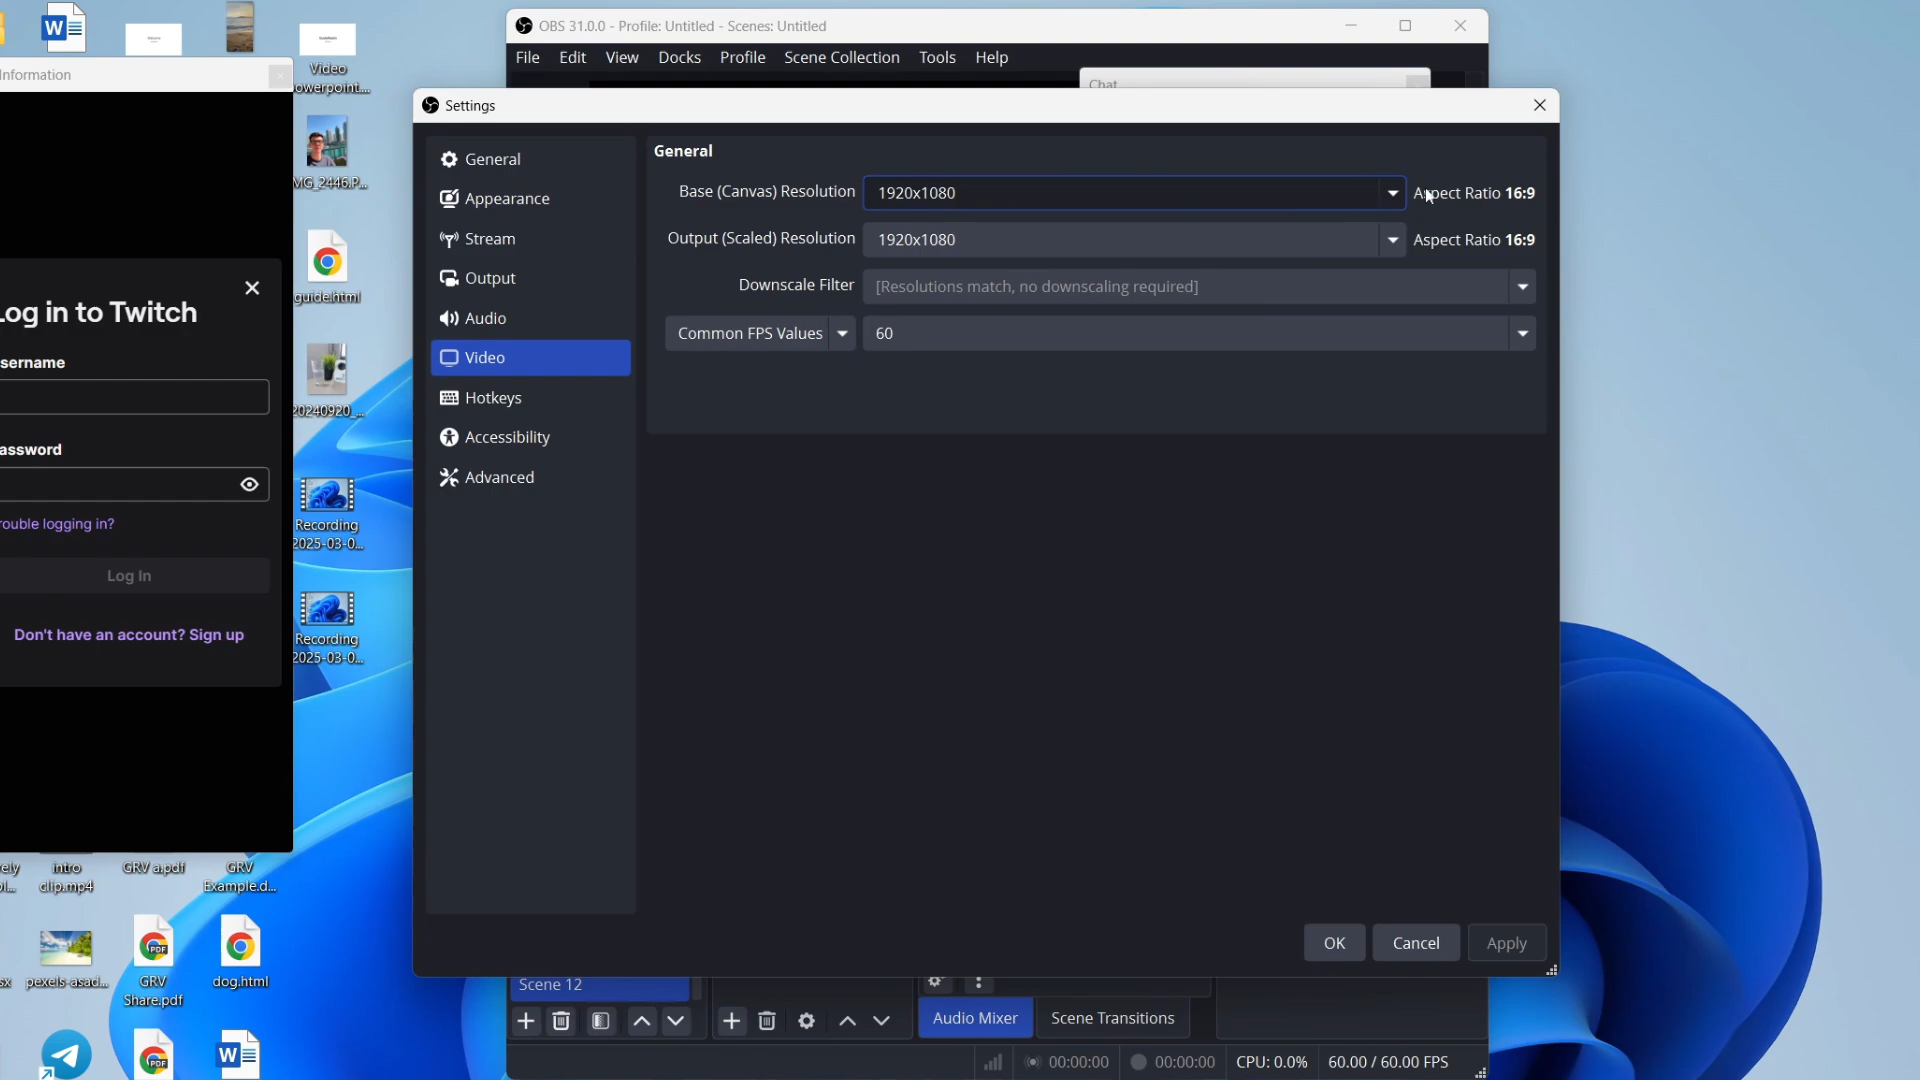 OBS 31.0.0 - Profile: Untitled - Scenes: Untitled
File Edit View Docks Profile Scene Collection Tools Help
Chat
Information
Log in to Twitch
sername
assword
rouble logging in?
Log In
Don't have an account? Sign up
Video
owerpoint....
MG_2446.P...
guide.html
20240920_...
Recording
2025-03-0...
Recording
2025-03-0...
Settings
General
Appearance
Stream
Output
Audio
Video
Hotkeys
Accessibility
Advanced
General
Base (Canvas) Resolution 1920x1080 Aspect Ratio 16:9
Output (Scaled) Resolution 1920x1080 Aspect Ratio 16:9
Downscale Filter [Resolutions match, no downscaling required]
Common FPS Values 60
OK Cancel Apply
intro
clip.mp4
GRV a.pdf
GRV
Example.d...
pexels-asad...
GRV
Share.pdf
dog.html
PDF
PDF
W
W
Scene 12
Audio Mixer Scene Transitions
00:00:00 00:00:00 CPU: 0.0% 60.00 / 60.00 FPS